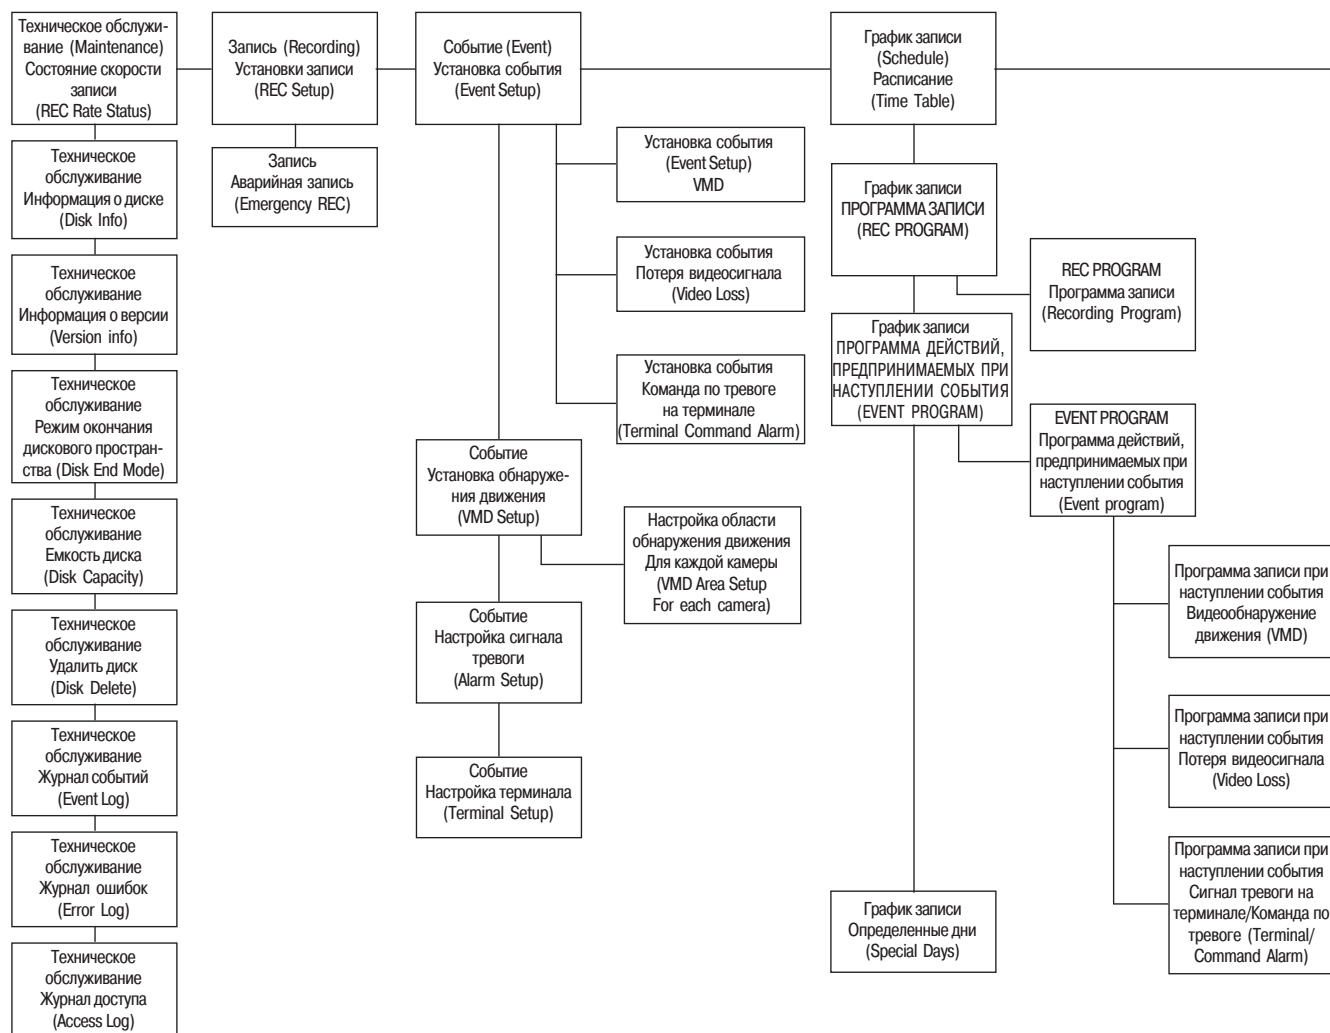 Техническое обслужи-
вание (Maintenance)
Состояние скорости
записи
(REC Rate Status)
Техническое
обслуживание
Информация о диске
(Disk Info)
Техническое
обслуживание
Информация о версии
(Version info)
Техническое
обслуживание
Режим окончания
дискового простран-
ства (Disk End Mode)
Техническое
обслуживание
Емкость диска
(Disk Capacity)
Техническое
обслуживание
Удалить диск
(Disk Delete)
Техническое
обслуживание
Журнал событий
(Event Log)
Техническое
обслуживание
Журнал ошибок
(Error Log)
Техническое
обслуживание
Журнал доступа
(Access Log)
Запись (Recording)
Установки записи
(REC Setup)
Запись
Аварийная запись
(Emergency REC)
Событие (Event)
Установка события
(Event Setup)
Установка события
(Event Setup)
VMD
Установка события
Потеря видеосигнала
(Video Loss)
Установка события
Команда по тревоге
на терминале
(Terminal Command Alarm)
Событие
Установка обнаруже-
ния движения
(VMD Setup)
Настройка области
обнаружения движения
Для каждой камеры
(VMD Area Setup
For each camera)
Событие
Настройка сигнала
тревоги
(Alarm Setup)
Событие
Настройка терминала
(Terminal Setup)
График записи
(Schedule)
Расписание
(Time Table)
График записи
ПРОГРАММА ЗАПИСИ
(REC PROGRAM)
REC PROGRAM
Программа записи
(Recording Program)
График записи
ПРОГРАММА ДЕЙСТВИЙ,
ПРЕДПРИНИМАЕМЫХ ПРИ
НАСТУПЛЕНИИ СОБЫТИЯ
(EVENT PROGRAM)
EVENT PROGRAM
Программа действий,
предпринимаемых при
наступлении события
(Event program)
Программа записи при
наступлении события
Видеообнаружение
движения (VMD)
Программа записи при
наступлении события
Потеря видеосигнала
(Video Loss)
Программа записи при
наступлении события
Сигнал тревоги на
терминале/Команда по
тревоге (Terminal/
Command Alarm)
График записи
Определенные дни
(Special Days)